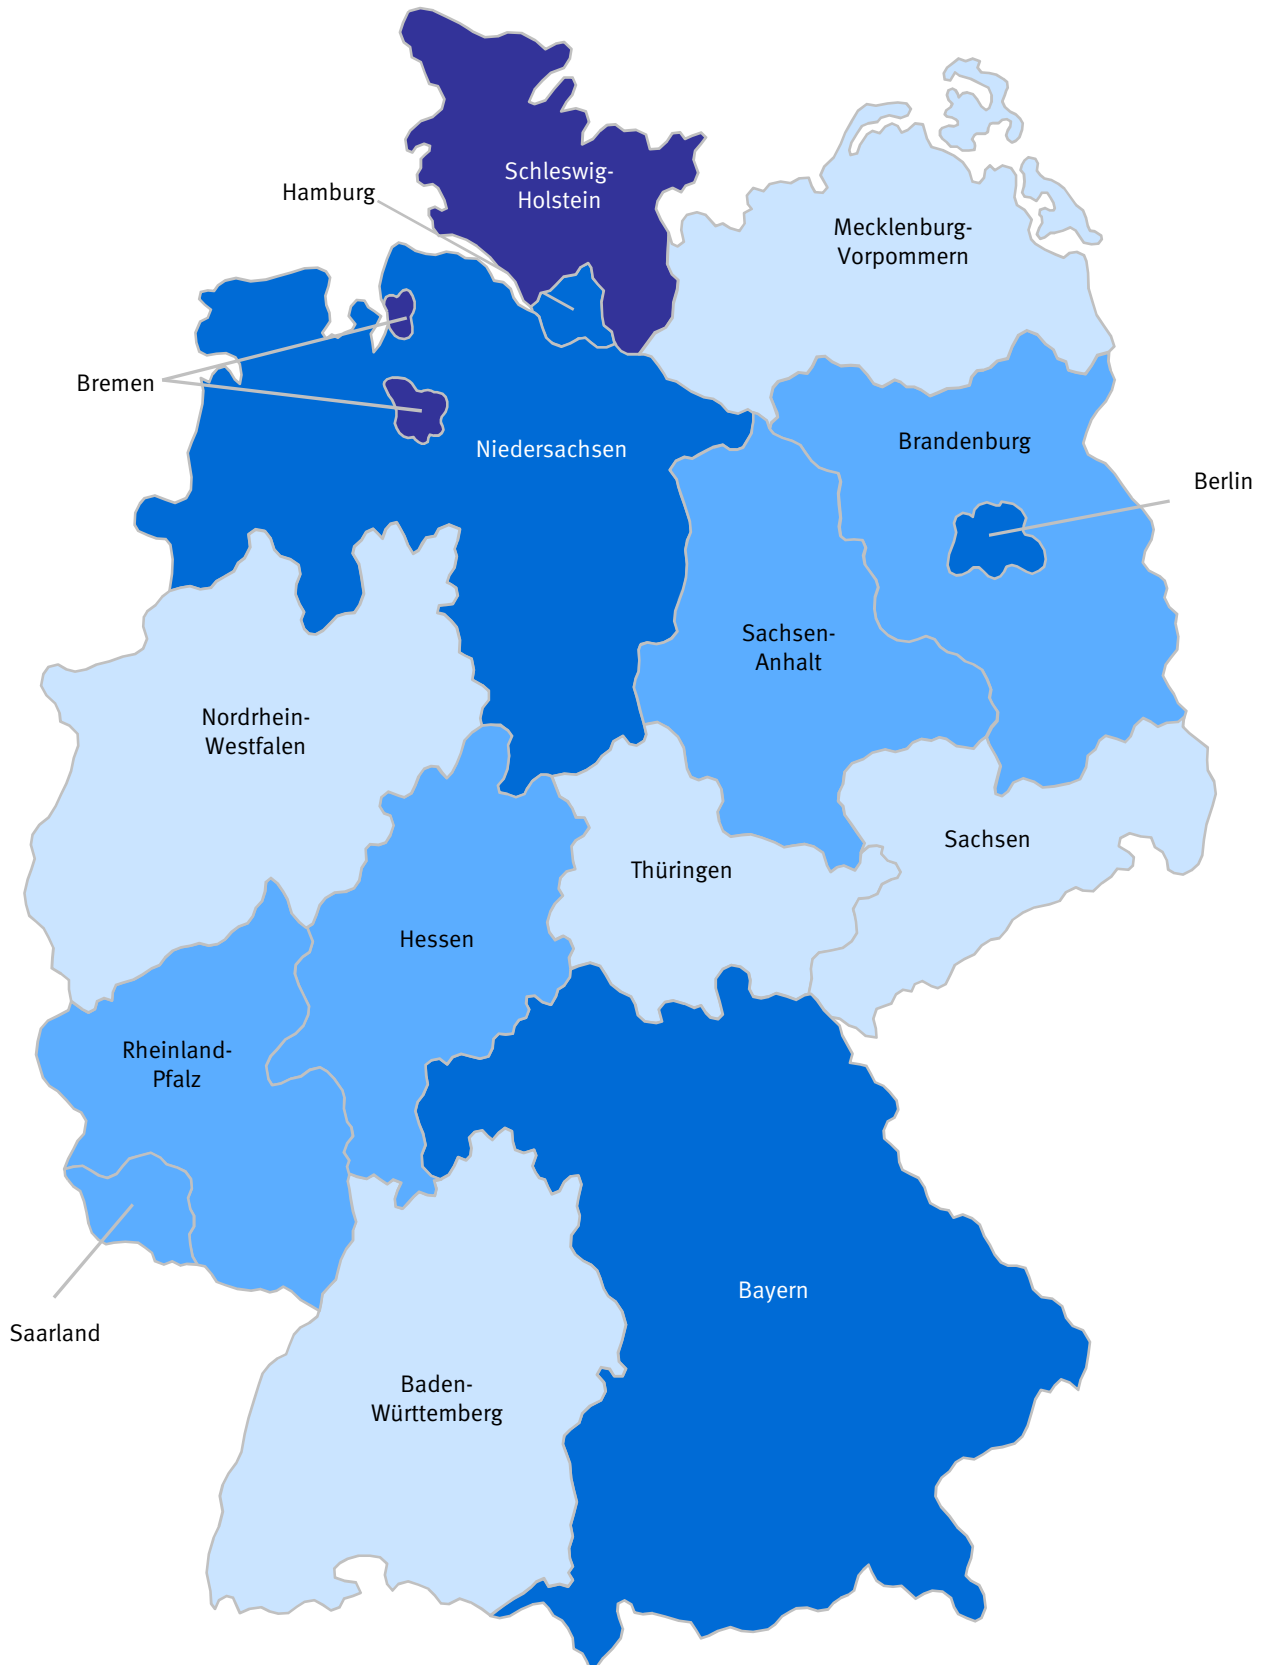 Schleswig-
Holstein
Hamburg
Mecklenburg-
Vorpommern
Bremen
Niedersachsen
Brandenburg
Berlin
Sachsen-
Anhalt
Nordrhein-
Westfalen
Sachsen
Thüringen
Hessen
Rheinland-
Pfalz
Bayern
Saarland
Baden-
Württemberg